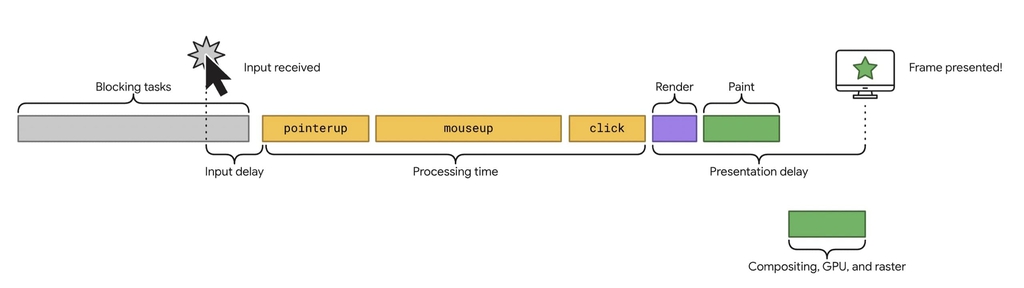 Input received
Frame presented!
Blocking tasks
Render
Paint
pointerup
mouseup
click
Input delay
Processing time
Presentation delay
Compositing, GPU, and raster